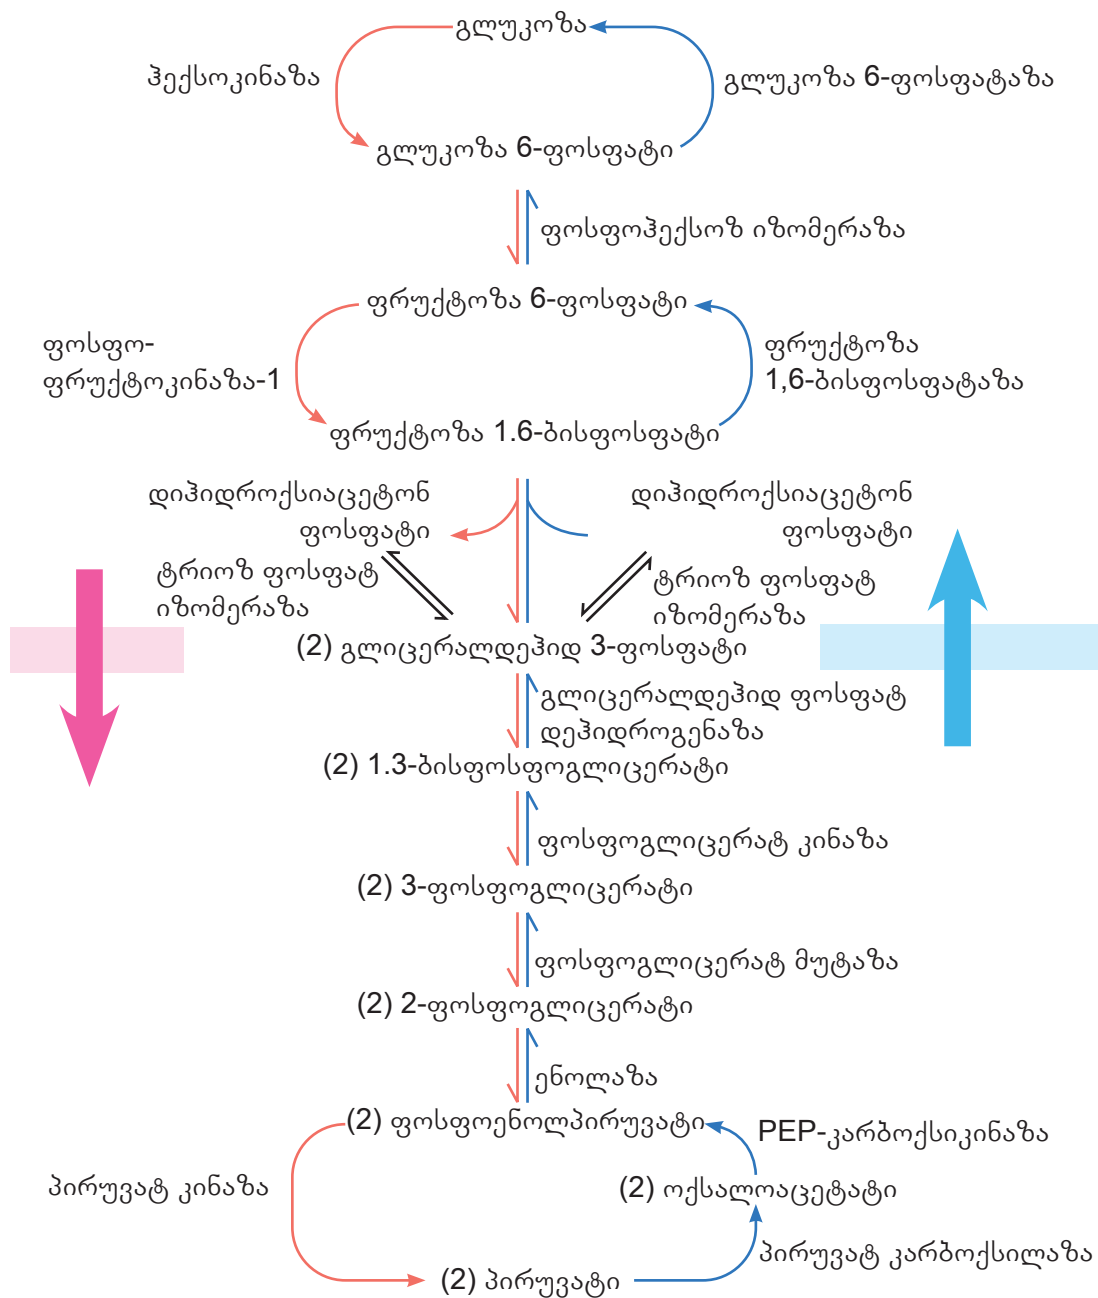 გლუკოზა
ჰექსოკინაზა
გლუკოზა 6-ფოსფატაზა
გლუკოზა 6-ფოსფატი
ფოსფოჰექსოზ იზომერაზა
ფრუქტოზა 6-ფოსფატი
ფოსფო-
ფრუქტოკინაზა-1
ფრუქტოზა
1,6-ბისფოსფატაზა
ფრუქტოზა 1.6-ბისფოსფატი
დიჰიდროქსიაცეტონ
ფოსფატი
დიჰიდროქსიაცეტონ
ფოსფატი
ტრიოზ ფოსფატ
იზომერაზა
ტრიოზ ფოსფატ
იზომერაზა
(2) გლიცერალდეჰიდ 3-ფოსფატი
გლიცერალდეჰიდ ფოსფატ
დეჰიდროგენაზა
(2) 1.3-ბისფოსფოგლიცერატი
ფოსფოგლიცერატ კინაზა
(2) 3-ფოსფოგლიცერატი
ფოსფოგლიცერატ მუტაზა
(2) 2-ფოსფოგლიცერატი
ენოლაზა
(2) ფოსფოენოლპირუვატი
PEP-კარბოქსიკინაზა
პირუვატ კინაზა
(2) ოქსალოაცეტატი
პირუვატ კარბოქსილაზა
(2) პირუვატი